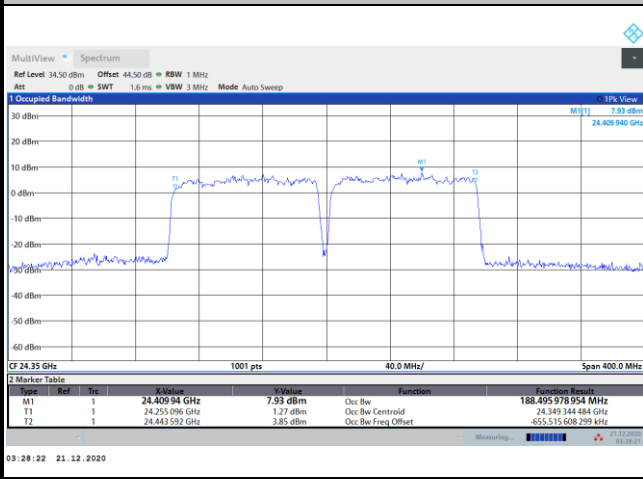 MultiView Spectrum
Ref Level 34.50 dBm Offset 44.50 dB RBW 1 MHz
Att 0 dB SWT 1.6 ms VBW 3 MHz Mode Auto Sweep
1 Occupied Bandwidth 1Pk View
M1[1] 7.93 dBm
24.409 940 GHz
30 dBm
20 dBm
10 dBm
0 dBm
-10 dBm
-20 dBm
-30 dBm
-40 dBm
-50 dBm
-60 dBm
T1
M1
T2
CF 24.35 GHz 1001 pts 40.0 MHz/ Span 400.0 MHz
2 Marker Table
Type Ref Trc X-Value Y-Value Function Function Result
M1 1 24.409 94 GHz 7.93 dBm Occ Bw 188.495 978 954 MHz
T1 1 24.255 096 GHz 1.27 dBm Occ Bw Centroid 24.349 344 484 GHz
T2 1 24.443 592 GHz 3.85 dBm Occ Bw Freq Offset -655.515 608 299 kHz
Measuring... 21.12.2020
03:28:21
03:28:22 21.12.2020